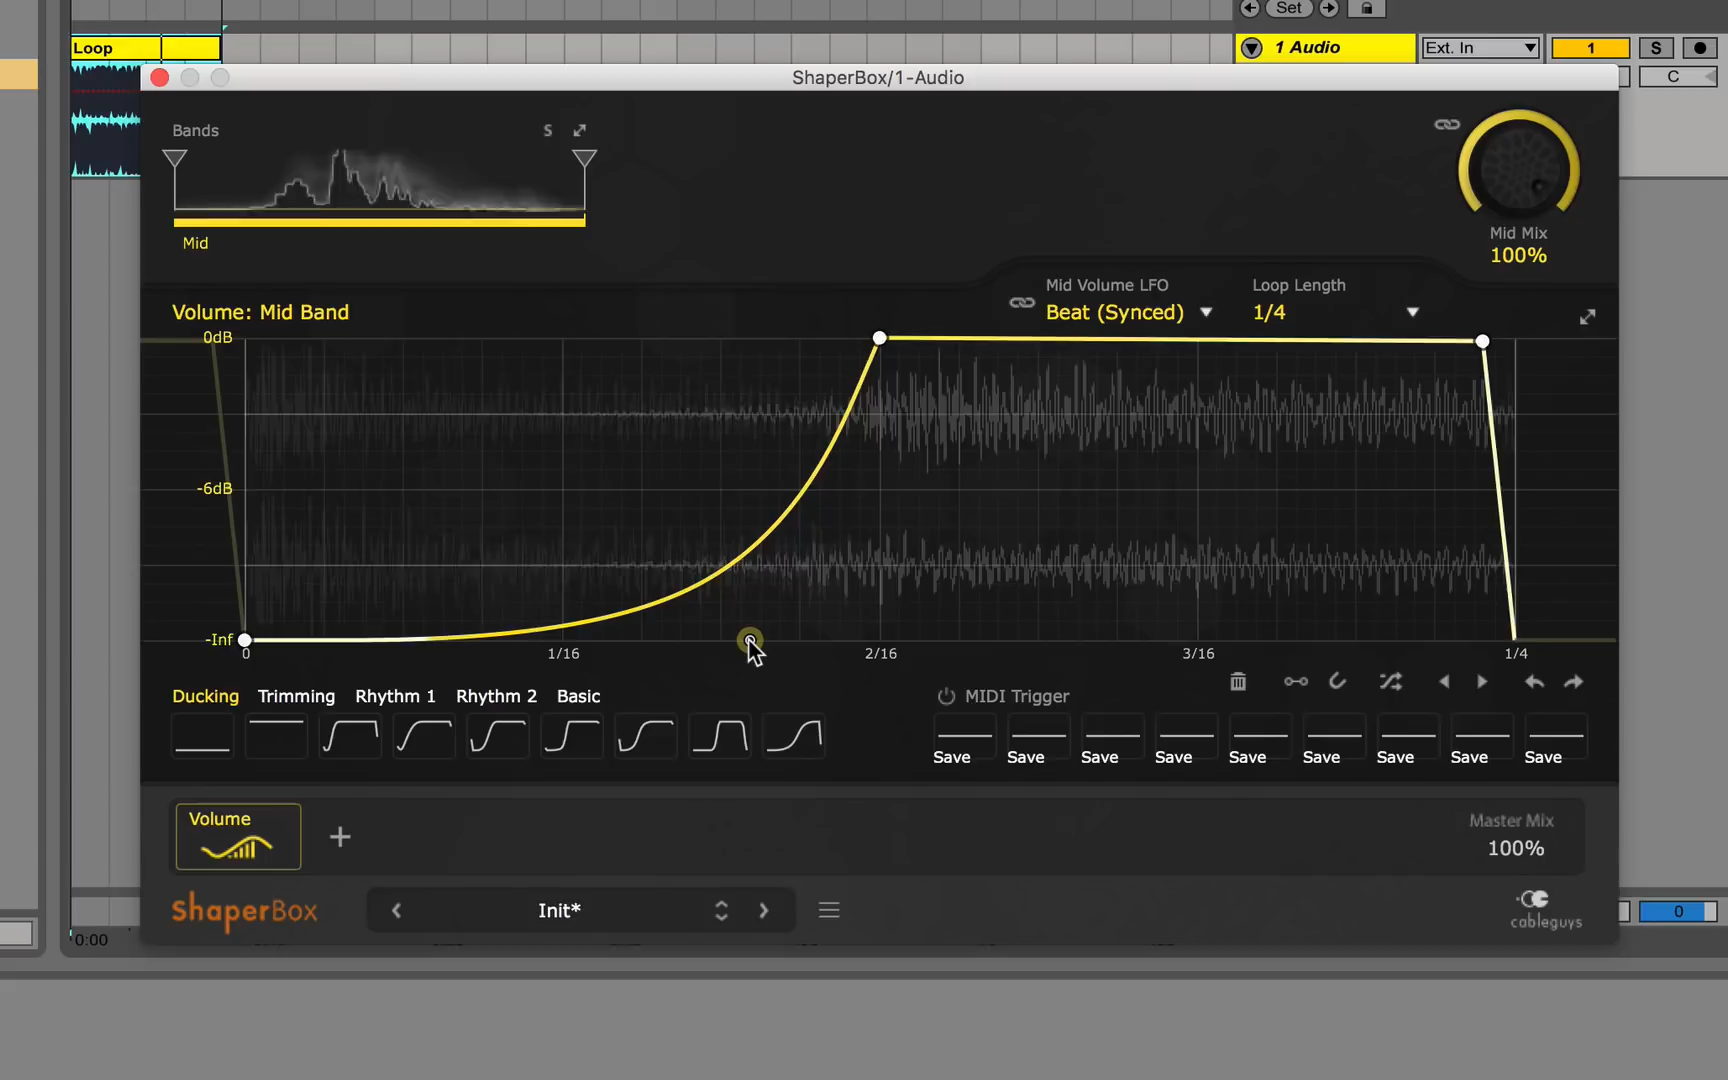 Set
Loop
1 Audio
Ext. In
1
S
C
ShaperBox/1-Audio
Bands
S
Mid
Mid Mix
100%
Mid Volume LFO
Loop Length
Beat (Synced)
1/4
Volume: Mid Band
0dB
-6dB
-Inf
0
1/16
2/16
3/16
1/4
Ducking
Trimming
Rhythm 1
Rhythm 2
Basic
MIDI Trigger
Save
Save
Save
Save
Save
Save
Save
Save
Save
Volume
Master Mix
100%
ShaperBox
Init*
cableguys
0
0:00